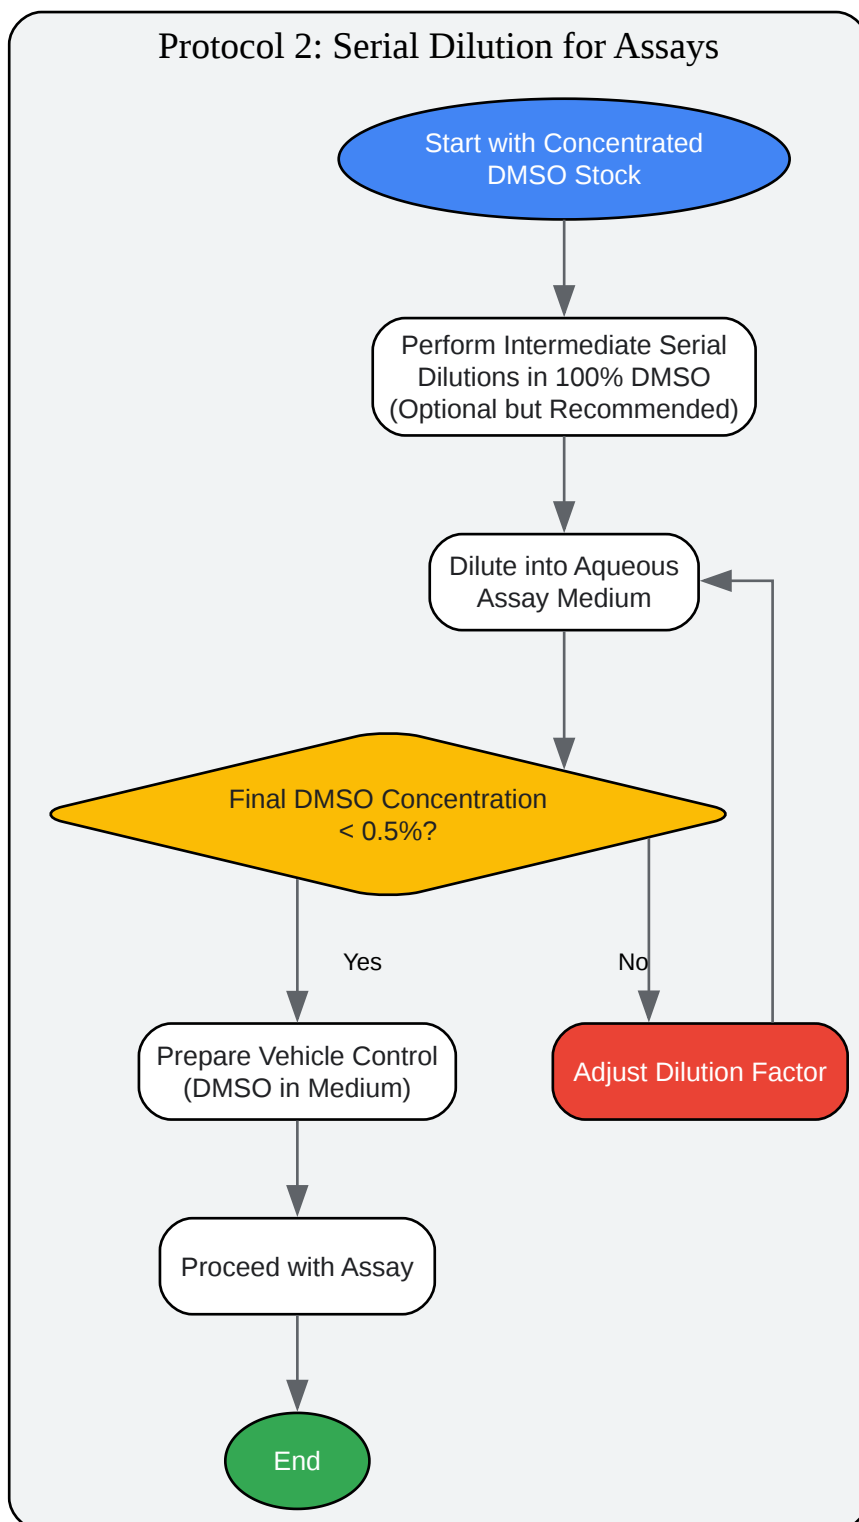 Protocol 2: Serial Dilution for Assays
Start with Concentrated
DMSO Stock
Perform Intermediate Serial
Dilutions in 100% DMSO
(Optional but Recommended)
Dilute into Aqueous
Assay Medium
Final DMSO Concentration
< 0.5%?
Yes
No
Prepare Vehicle Control
(DMSO in Medium)
Adjust Dilution Factor
Proceed with Assay
End